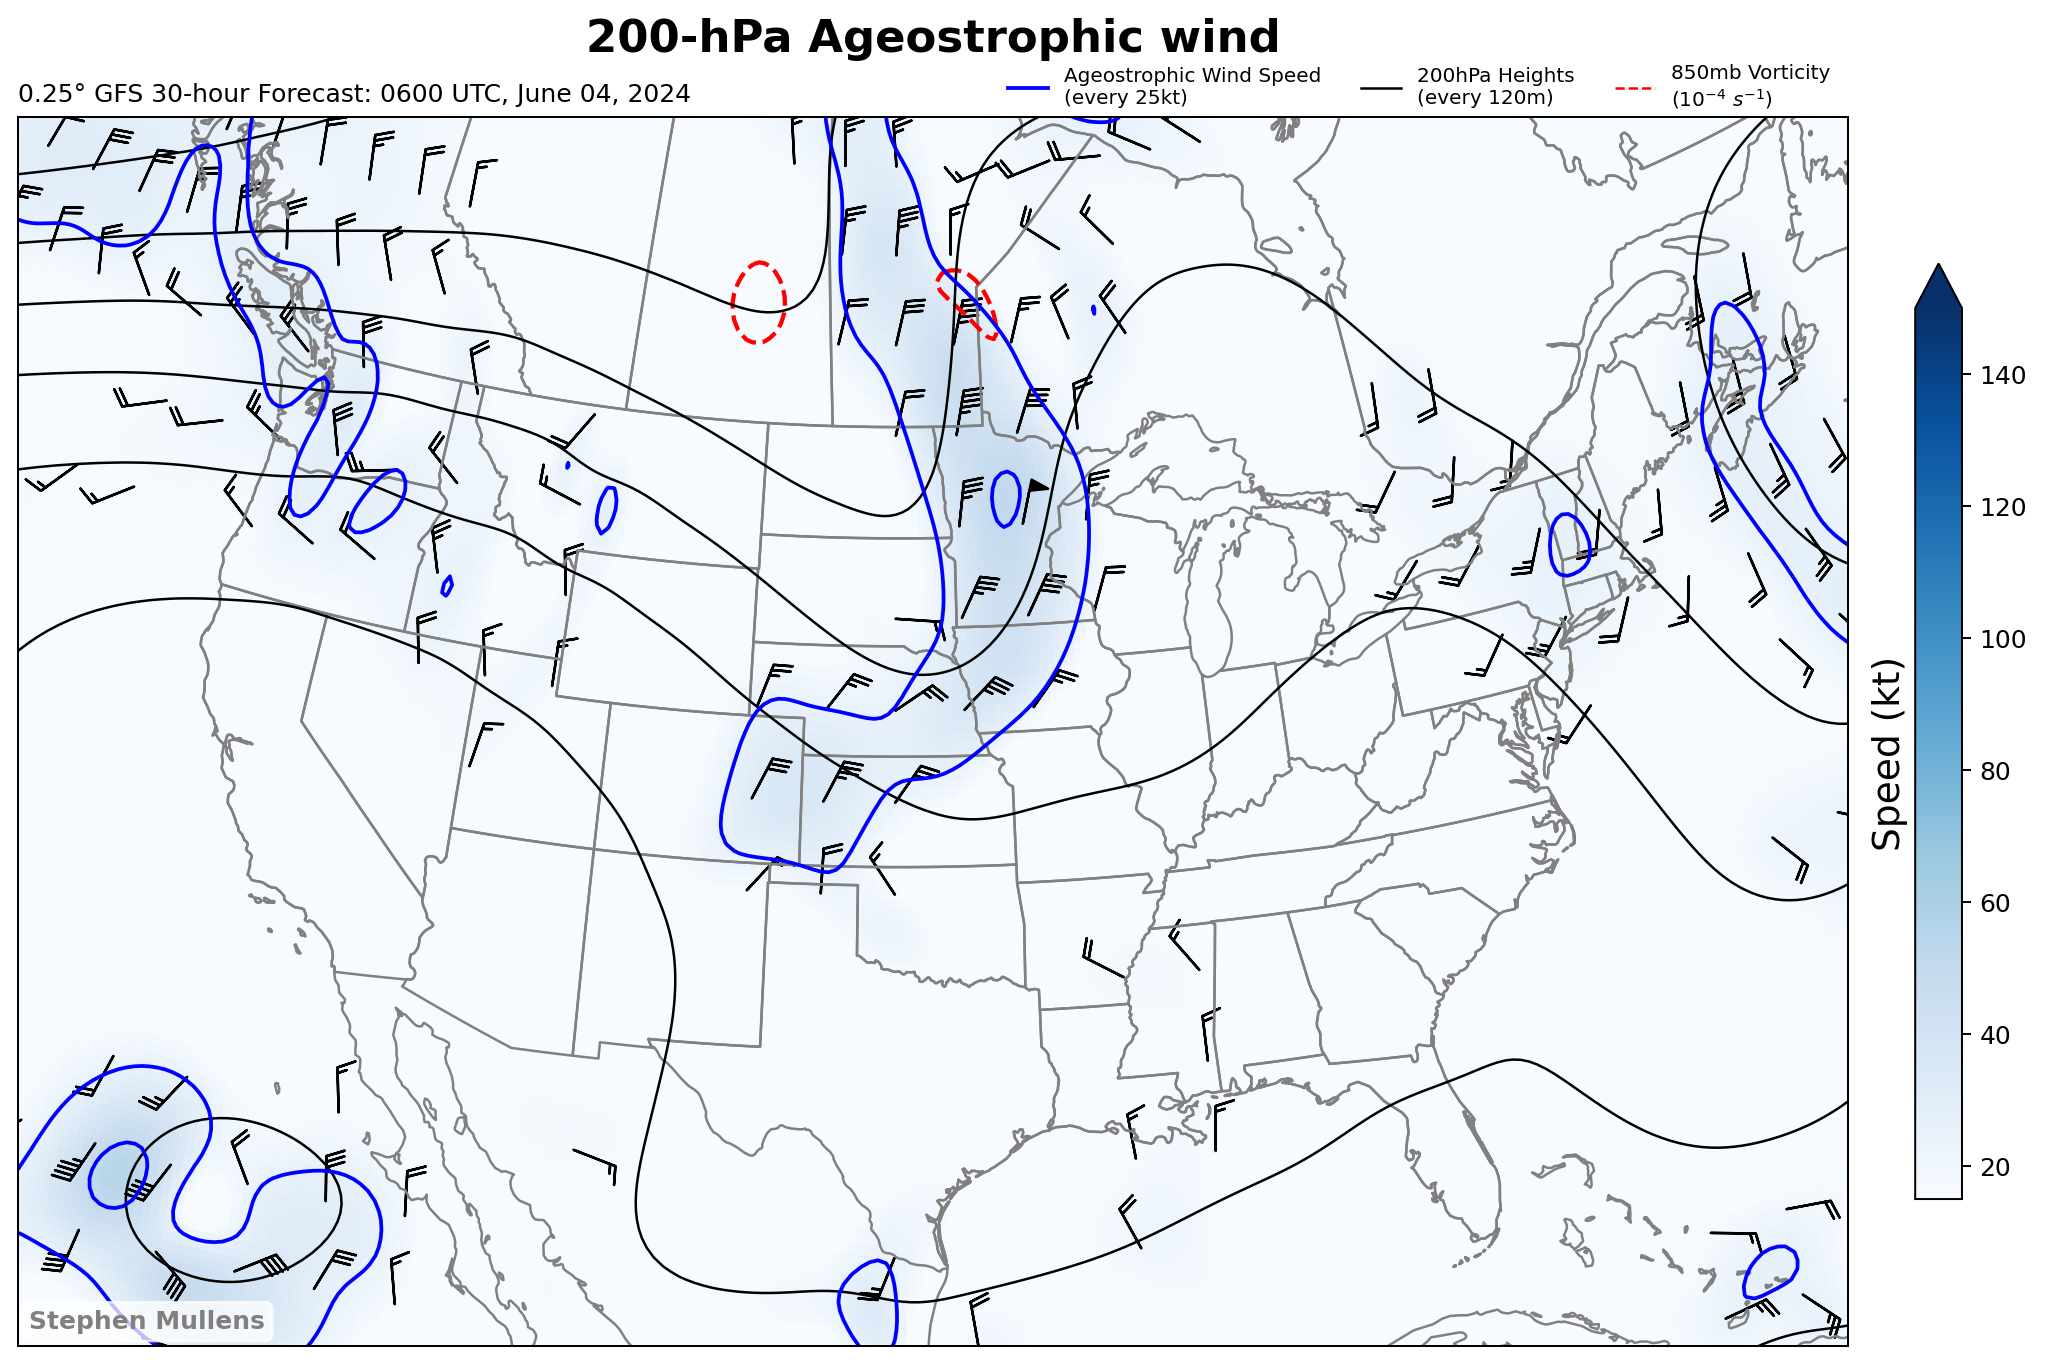 200-hPa Ageostrophic wind
0.25° GFS 30-hour Forecast: 0600 UTC, June 04, 2024
Ageostrophic Wind Speed
(every 25kt)
200hPa Heights
(every 120m)
850mb Vorticity
(10⁻⁴ s⁻¹)
140
120
100
80
60
40
20
Speed (kt)
Stephen Mullens